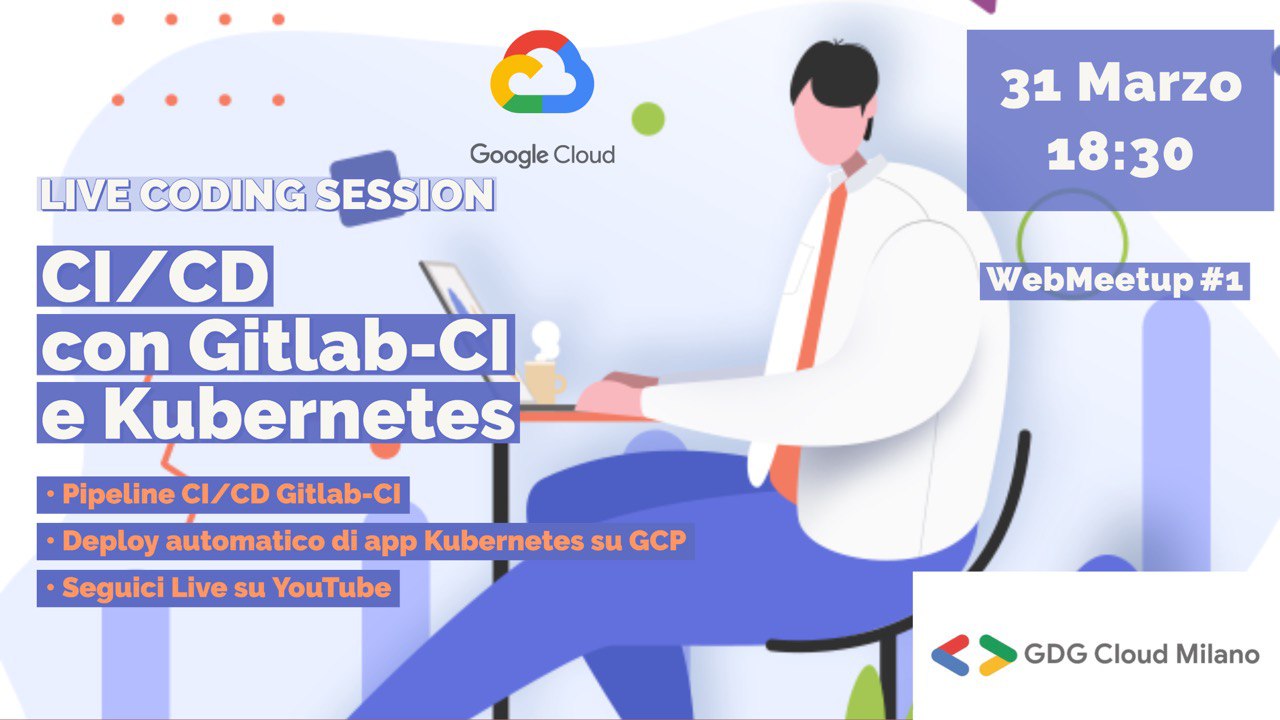 Google Cloud
LIVE CODING SESSION
CI/CD
con Gitlab-CI
e Kubernetes
• Pipeline CI/CD Gitlab-CI
• Deploy automatico di app Kubernetes su GCP
• Seguici Live su YouTube
31 Marzo
18:30
WebMeetup #1
GDG Cloud Milano